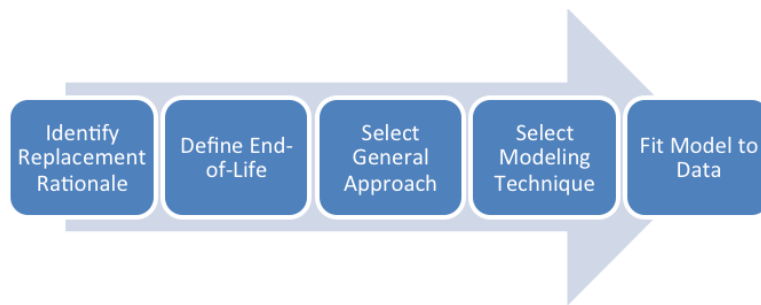 Identify
Replacement
Rationale
Define End-
of-Life
Select
General
Approach
Select
Modeling
Technique
Fit Model to
Data